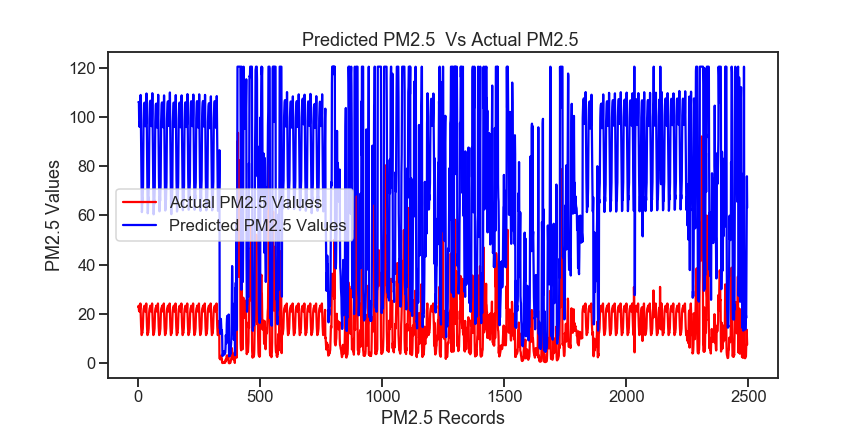 Predicted PM2.5  Vs Actual PM2.5
PM2.5 Values
120
100
80
60
40
20
0
Actual PM2.5 Values
Predicted PM2.5 Values
0 500 1000 1500 2000 2500
PM2.5 Records